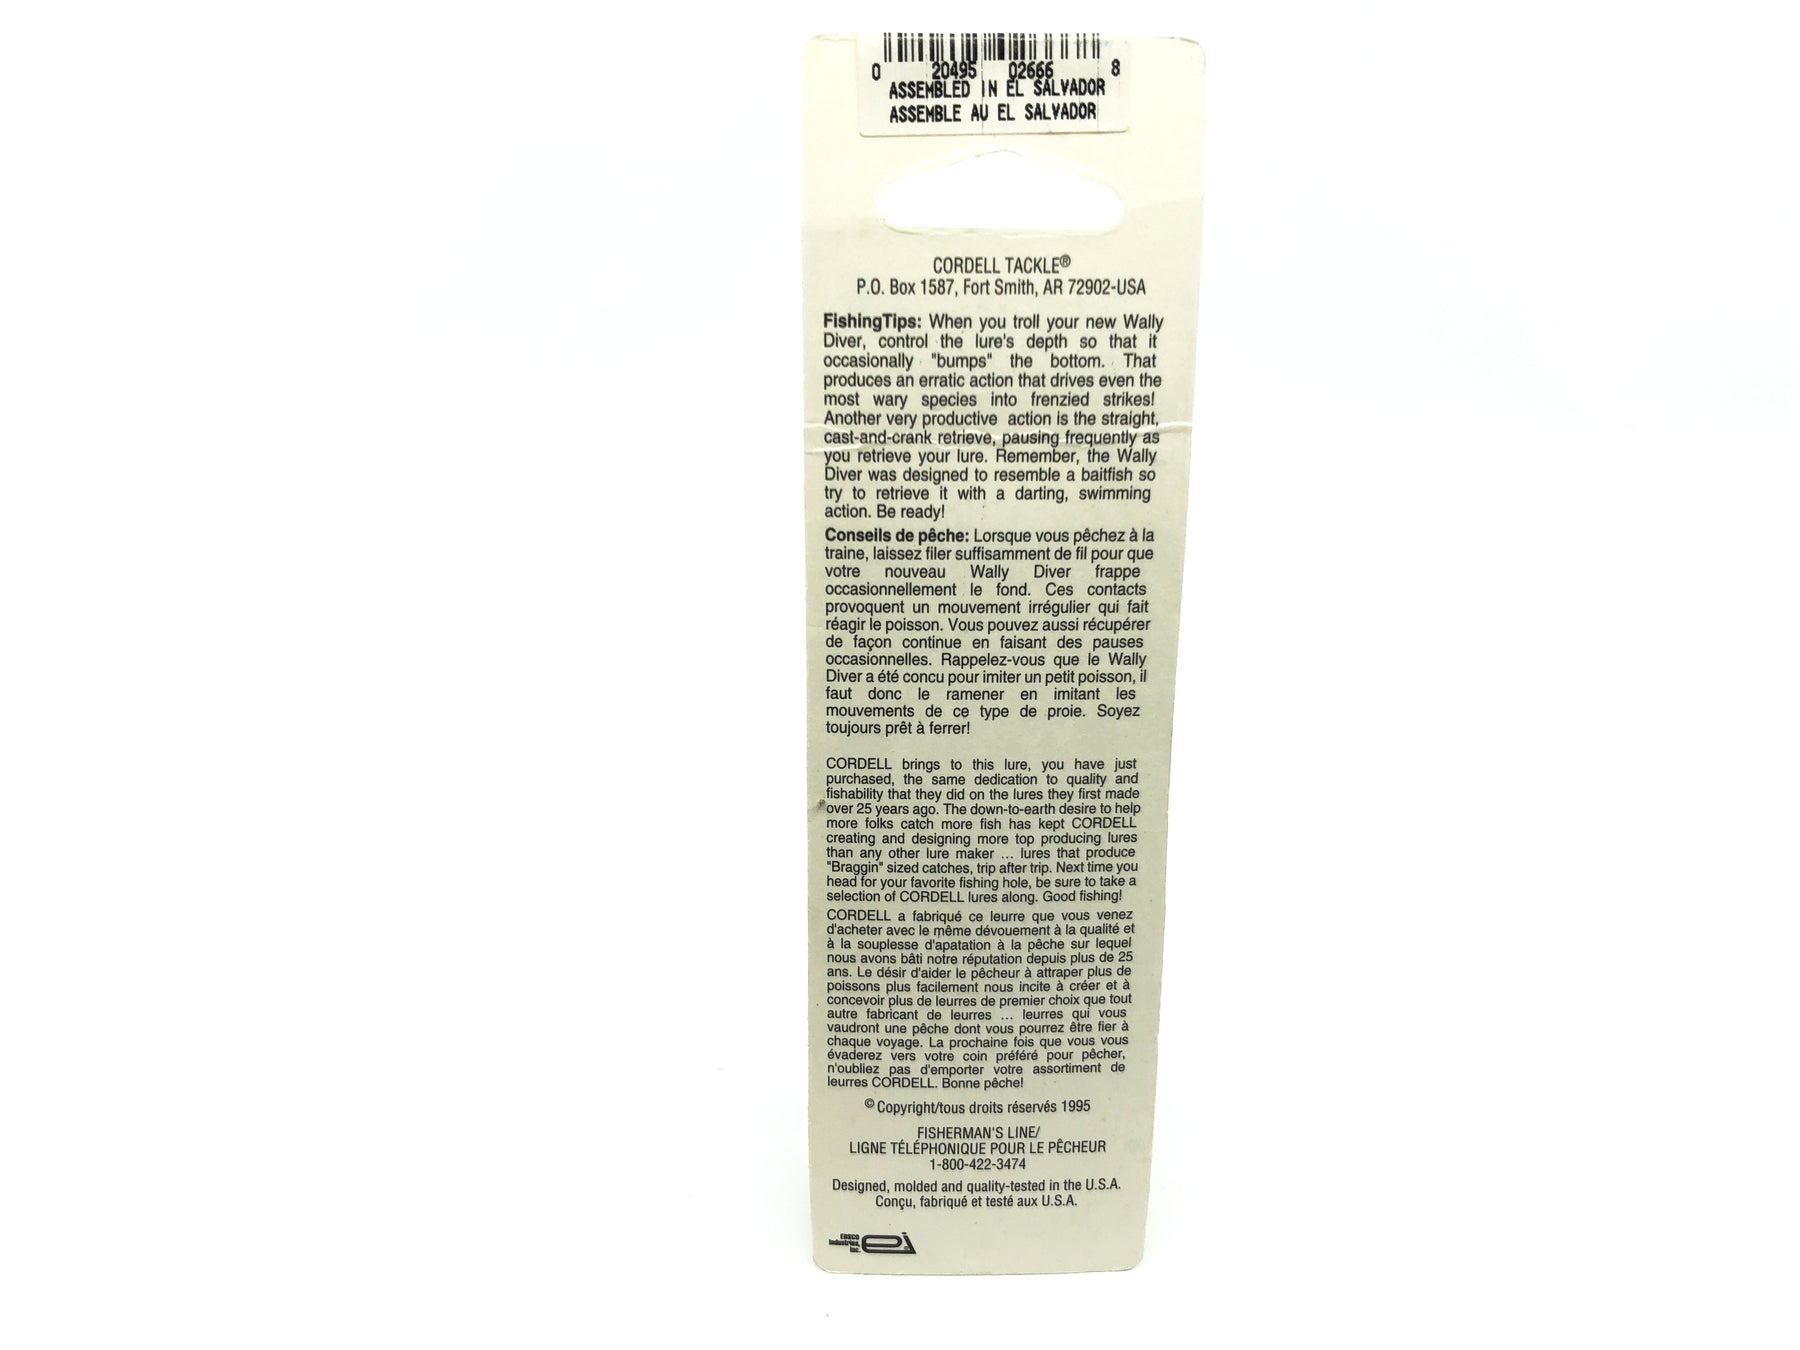 0 20495 02666 8
ASSEMBLED IN EL SALVADOR
ASSEMBLE AU EL SALVADOR
CORDELL TACKLE®
P.O. Box 1587, Fort Smith, AR 72902-USA
FishingTips: When you troll your new Wally
Diver, control the lure's depth so that it
occasionally "bumps" the bottom. That
produces an erratic action that drives even the
most wary species into frenzied strikes!
Another very productive action is the straight,
cast-and-crank retrieve, pausing frequently as
you retrieve your lure. Remember, the Wally
Diver was designed to resemble a baitfish so
try to retrieve it with a darting, swimming
action. Be ready!
Conseils de pêche: Lorsque vous pêchez à la
traine, laissez filer suffisamment de fil pour que
votre nouveau Wally Diver frappe
occasionnellement le fond. Ces contacts
provoquent un mouvement irrégulier qui fait
réagir le poisson. Vous pouvez aussi récupérer
de façon continue en faisant des pauses
occasionnelles. Rappelez-vous que le Wally
Diver a été concu pour imiter un petit poisson, il
faut donc le ramener en imitant les
mouvements de ce type de proie. Soyez
toujours prêt à ferrer!
CORDELL brings to this lure, you have just
purchased, the same dedication to quality and
fishability that they did on the lures they first made
over 25 years ago. The down-to-earth desire to help
more folks catch more fish has kept CORDELL
creating and designing more top producing lures
than any other lure maker ... lures that produce
"Braggin" sized catches, trip after trip. Next time you
head for your favorite fishing hole, be sure to take a
selection of CORDELL lures along. Good fishing!
CORDELL a fabriqué ce leurre que vous venez
d'acheter avec le même dévouement à la qualité et
à la souplesse d'apatation à la pêche sur lequel
nous avons bâti notre réputation depuis plus de 25
ans. Le désir d'aider le pêcheur à attraper plus de
poissons plus facilement nous incite à créer et à
concevoir plus de leurres de premier choix que tout
autre fabricant de leurres ... leurres qui vous
vaudront une pêche dont vous pourrez être fier à
chaque voyage. La prochaine fois que vous vous
évaderez vers votre coin préféré pour pêcher,
n'oubliez pas d'emporter votre assortiment de
leurres CORDELL. Bonne pêche!
© Copyright/tous droits réservés 1995
FISHERMAN'S LINE/
LIGNE TÉLÉPHONIQUE POUR LE PÊCHEUR
1-800-422-3474
Designed, molded and quality-tested in the U.S.A.
Conçu, fabriqué et testé aux U.S.A.
EBSCO
Industries,
Inc.
ei